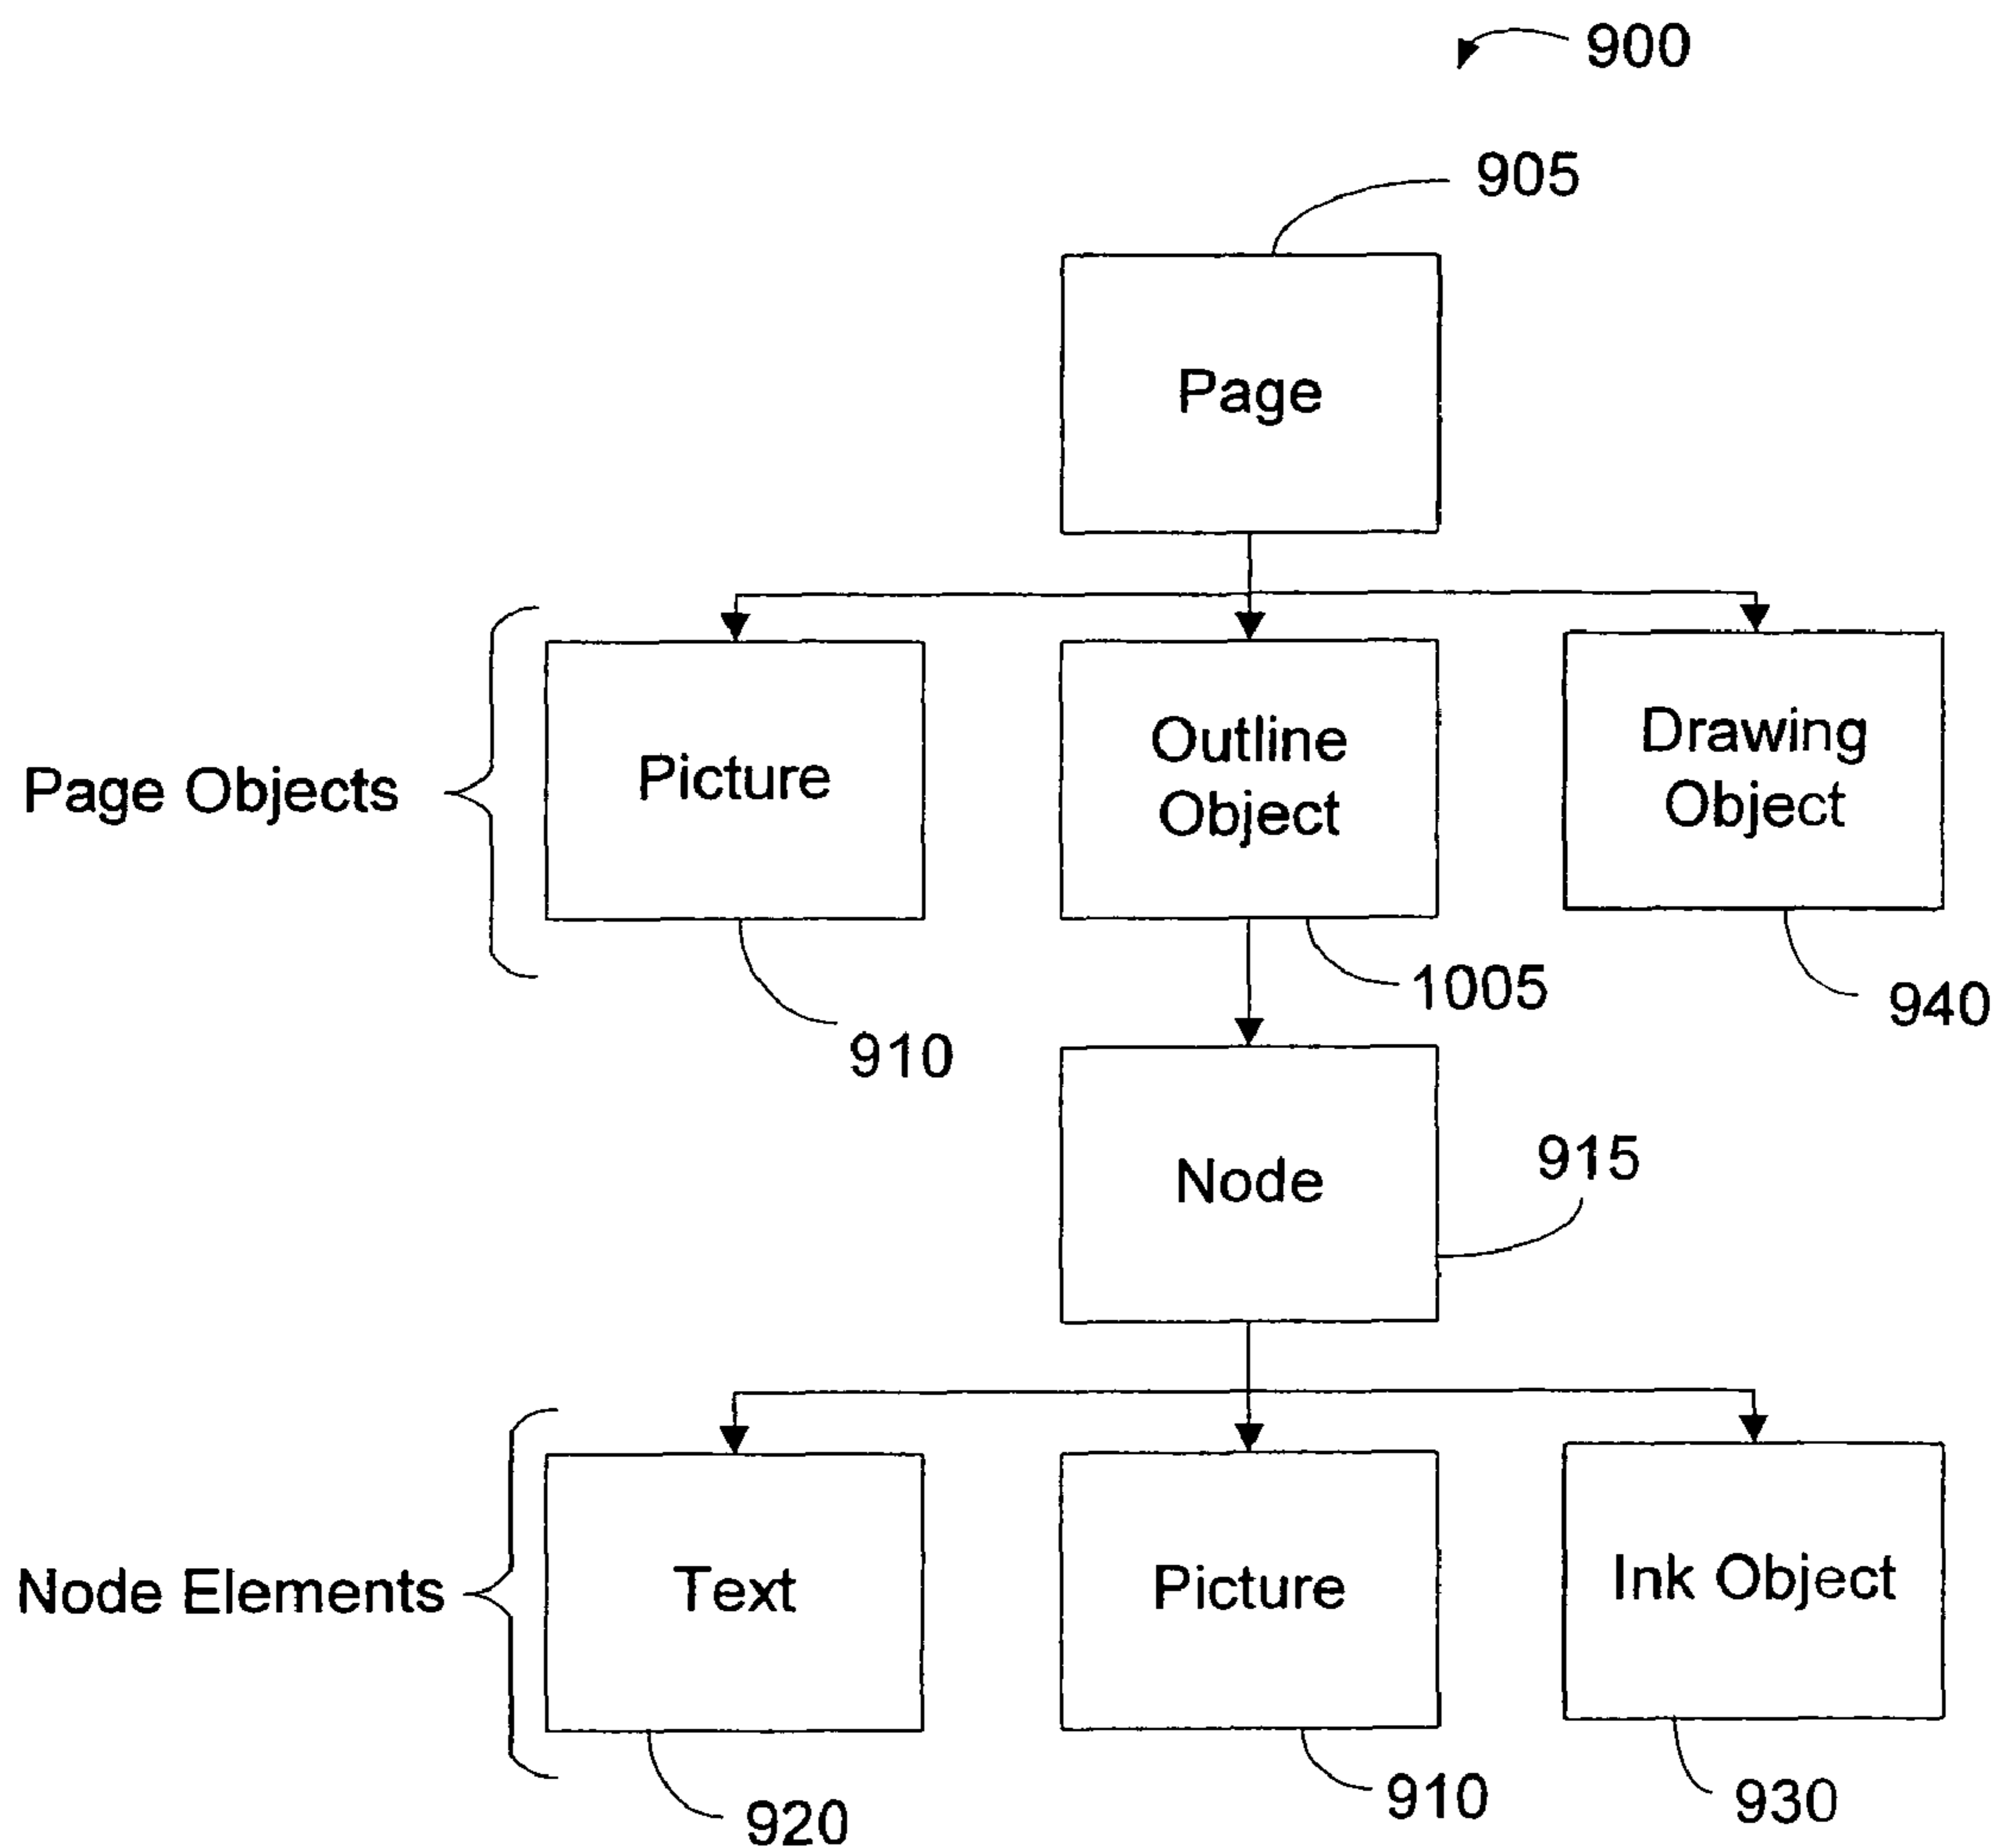 900
905
Page
Page Objects
Picture
Outline
Object
Drawing
Object
910
1005
940
Node
915
Node Elements
Text
Picture
Ink Object
920
910
930